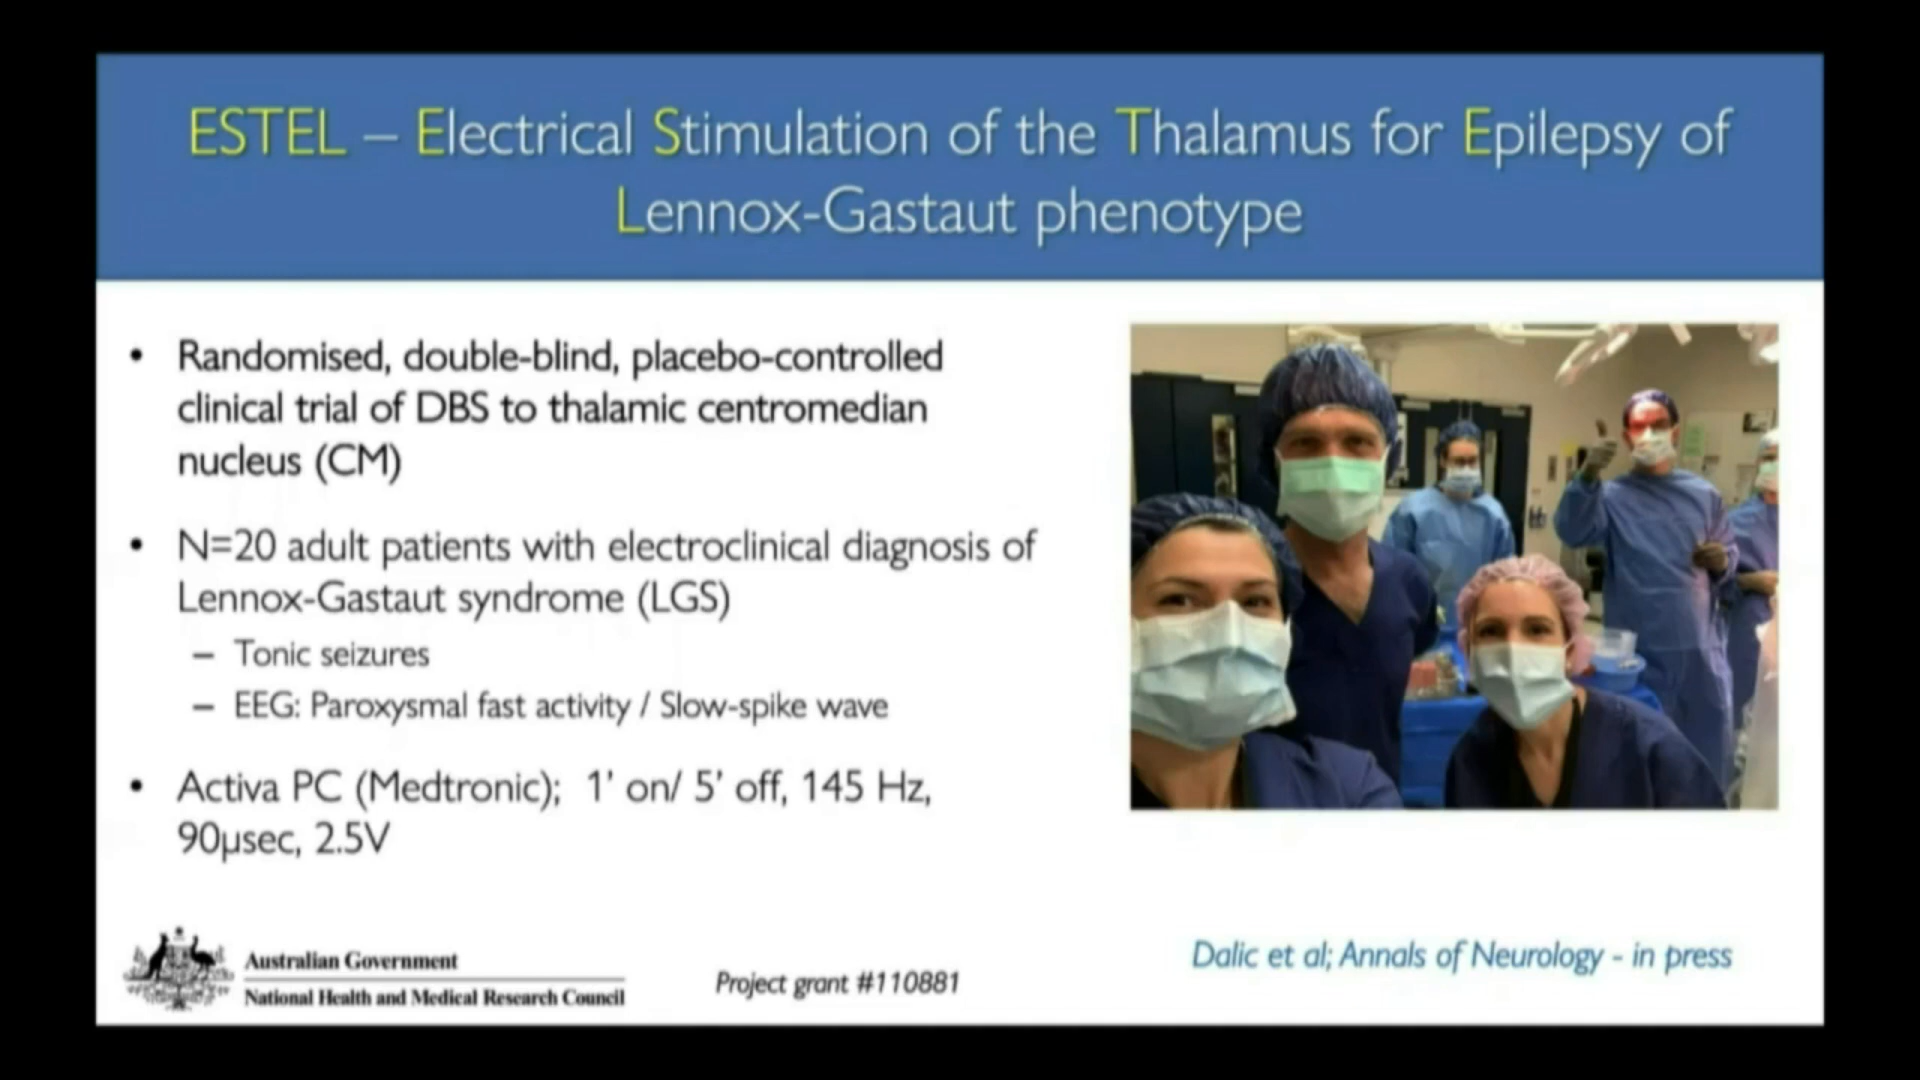 ESTEL – Electrical Stimulation of the Thalamus for Epilepsy of
Lennox-Gastaut phenotype
• Randomised, double-blind, placebo-controlled
clinical trial of DBS to thalamic centromedian
nucleus (CM)
• N=20 adult patients with electroclinical diagnosis of
Lennox-Gastaut syndrome (LGS)
– Tonic seizures
– EEG: Paroxysmal fast activity / Slow-spike wave
• Activa PC (Medtronic); 1' on/ 5' off, 145 Hz,
90µsec, 2.5V
Australian Government
National Health and Medical Research Council
Project grant #110881
Dalic et al; Annals of Neurology - in press